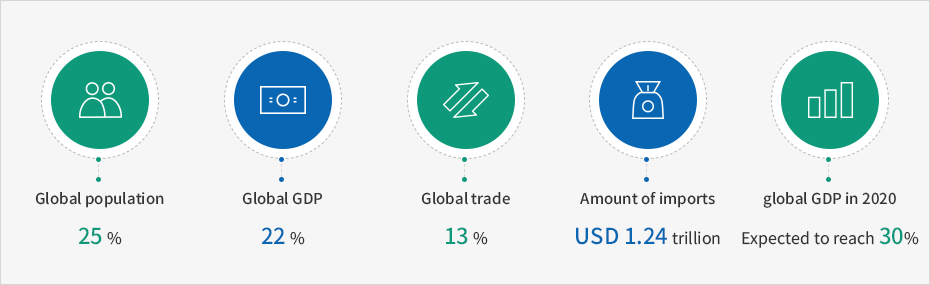 Global population
25 %
Global GDP
22 %
Global trade
13 %
Amount of imports
USD 1.24 trillion
global GDP in 2020
Expected to reach 30%